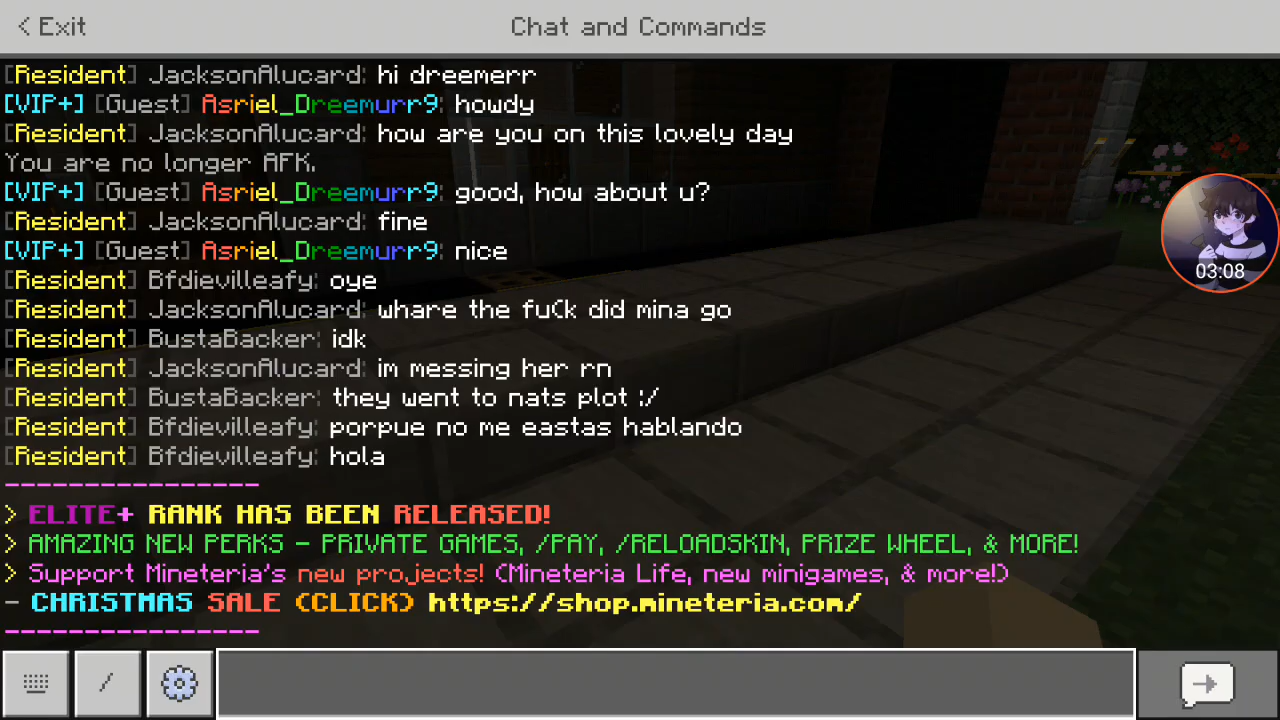 < Exit
Chat and Commands
[Resident] JacksonAlucard: hi dreemerr
[VIP+] [Guest] Asriel_Dreemurr9: howdy
[Resident] JacksonAlucard: how are you on this lovely day
You are no longer AFK.
[VIP+] [Guest] Asriel_Dreemurr9: good, how about u?
[Resident] JacksonAlucard: fine
[VIP+] [Guest] Asriel_Dreemurr9: nice
[Resident] Bfdievilleafy: oye
[Resident] JacksonAlucard: whare the fuCk did mina go
[Resident] BustaBacker: idk
[Resident] JacksonAlucard: im messing her rn
[Resident] BustaBacker: they went to nats plot :/
[Resident] Bfdievilleafy: porpue no me eastas hablando
[Resident] Bfdievilleafy: hola
----------------
> ELITE+ RANK HAS BEEN RELEASED!
> AMAZING NEW PERKS - PRIVATE GAMES, /PAY, /RELOADSKIN, PRIZE WHEEL, & MORE!
> Support Mineteria's new projects! (Mineteria Life, new minigames, & more!)
- CHRISTMAS SALE (CLICK) https://shop.mineteria.com/
----------------
/
03:08